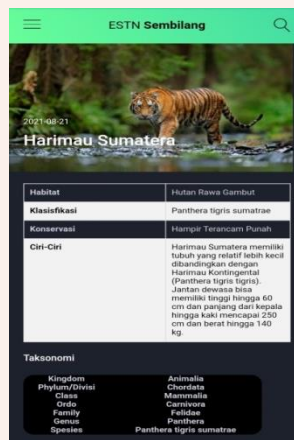 ESTN Sembilang
2021-08-21
Harimau Sumatera
Habitat Hutan Rawa Gambut
Klasisfikasi Panthera tigris sumatrae
Konservasi Hampir Terancam Punah
Ciri-Ciri Harimau Sumatera memiliki
tubuh yang relatif lebih kecil
dibandingkan dengan
Harimau Kontingental
(Panthera tigris tigris).
Jantan dewasa bisa
memiliki tinggi hingga 60
cm dan panjang dari kepala
hingga kaki mencapai 250
cm dan berat hingga 140
kg.
Taksonomi
Kingdom Animalia
Phylum/Divisi Chordata
Class Mammalia
Ordo Carnivora
Family Felidae
Genus Panthera
Spesies Panthera tigris sumatrae